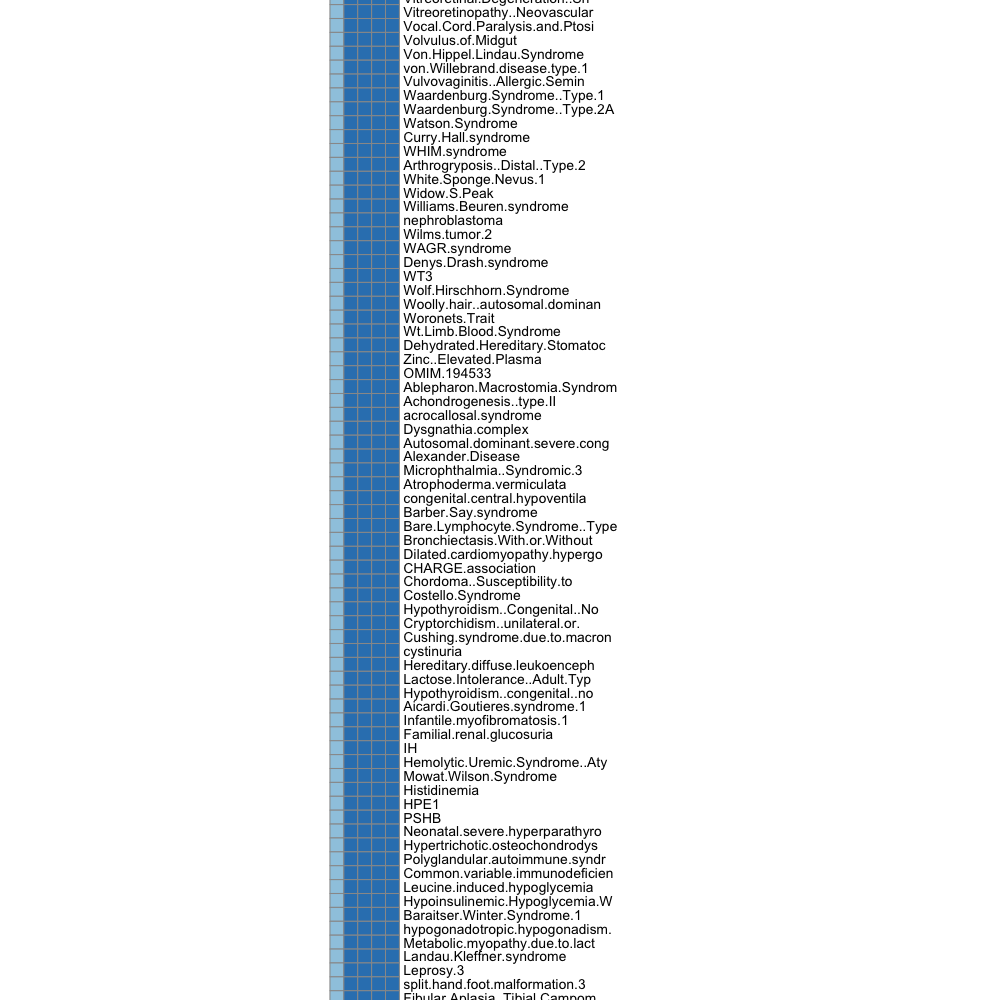 Vitreoretinopathy..Neovascular
Vocal.Cord.Paralysis.and.Ptosi
Volvulus.of.Midgut
Von.Hippel.Lindau.Syndrome
von.Willebrand.disease.type.1
Vulvovaginitis..Allergic.Semin
Waardenburg.Syndrome..Type.1
Waardenburg.Syndrome..Type.2A
Watson.Syndrome
Curry.Hall.syndrome
WHIM.syndrome
Arthrogryposis..Distal..Type.2
White.Sponge.Nevus.1
Widow.S.Peak
Williams.Beuren.syndrome
nephroblastoma
Wilms.tumor.2
WAGR.syndrome
Denys.Drash.syndrome
WT3
Wolf.Hirschhorn.Syndrome
Woolly.hair..autosomal.dominan
Woronets.Trait
Wt.Limb.Blood.Syndrome
Dehydrated.Hereditary.Stomatoc
Zinc..Elevated.Plasma
OMIM.194533
Ablepharon.Macrostomia.Syndrom
Achondrogenesis..type.II
acrocallosal.syndrome
Dysgnathia.complex
Autosomal.dominant.severe.cong
Alexander.Disease
Microphthalmia..Syndromic.3
Atrophoderma.vermiculata
congenital.central.hypoventila
Barber.Say.syndrome
Bare.Lymphocyte.Syndrome..Type
Bronchiectasis.With.or.Without
Dilated.cardiomyopathy.hypergo
CHARGE.association
Chordoma..Susceptibility.to
Costello.Syndrome
Hypothyroidism..Congenital..No
Cryptorchidism..unilateral.or.
Cushing.syndrome.due.to.macron
cystinuria
Hereditary.diffuse.leukoenceph
Lactose.Intolerance..Adult.Typ
Hypothyroidism..congenital..no
Aicardi.Goutieres.syndrome.1
Infantile.myofibromatosis.1
Familial.renal.glucosuria
IH
Hemolytic.Uremic.Syndrome..Aty
Mowat.Wilson.Syndrome
Histidinemia
HPE1
PSHB
Neonatal.severe.hyperparathyro
Hypertrichotic.osteochondrodys
Polyglandular.autoimmune.syndr
Common.variable.immunodeficien
Leucine.induced.hypoglycemia
Hypoinsulinemic.Hypoglycemia.W
Baraitser.Winter.Syndrome.1
hypogonadotropic.hypogonadism.
Metabolic.myopathy.due.to.lact
Landau.Kleffner.syndrome
Leprosy.3
split.hand.foot.malformation.3
Fibular.Aplasia..Tibial.Campom